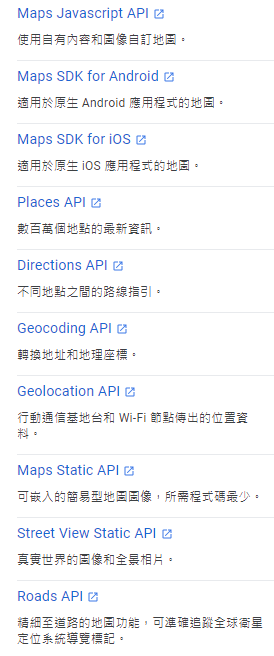 Maps Javascript API
使用自有內容和圖像自訂地圖。
Maps SDK for Android
適用於原生 Android 應用程式的地圖。
Maps SDK for iOS
適用於原生 iOS 應用程式的地圖。
Places API
數百萬個地點的最新資訊。
Directions API
不同地點之間的路線指引。
Geocoding API
轉換地址和地理座標。
Geolocation API
行動通信基地台和 Wi-Fi 節點傳出的位置資
料。
Maps Static API
可嵌入的簡易型地圖圖像，所需程式碼最少。
Street View Static API
真實世界的圖像和全景相片。
Roads API
精細至道路的地圖功能，可準確追蹤全球衛星
定位系統導覽標記。